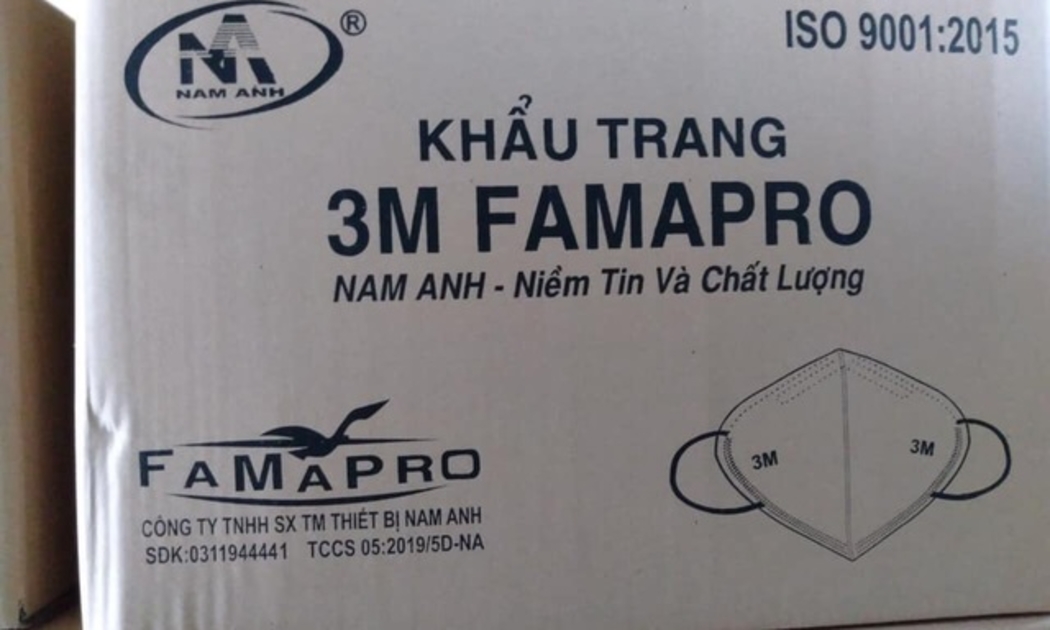 NA
NAM ANH ®
ISO 9001:2015
KHẨU TRANG
3M FAMAPRO
NAM ANH - Niềm Tin Và Chất Lượng
3M
3M
FAMAPRO
CÔNG TY TNHH SX TM THIẾT BỊ NAM ANH
SDK:0311944441 TCCS 05:2019/5D-NA